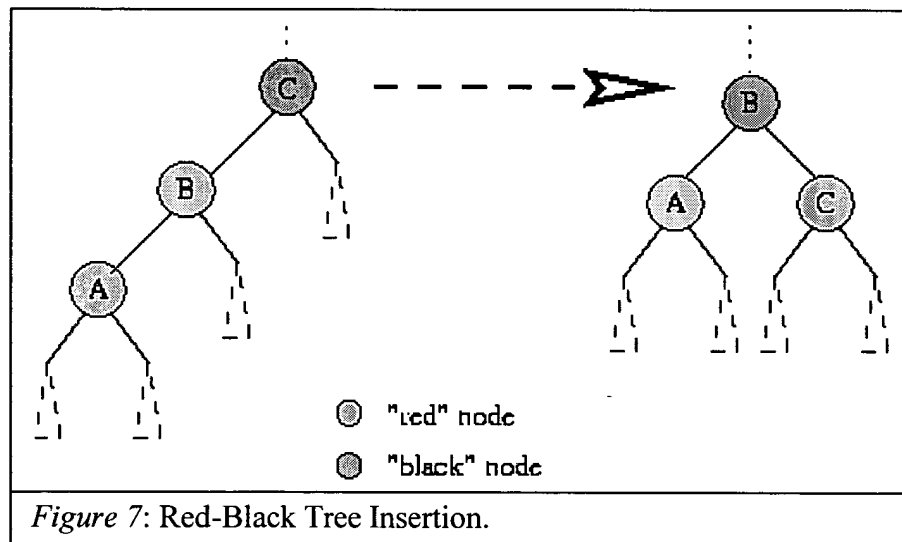 C
B
B
A
C
A
"red" node
"black" node
Figure 7: Red-Black Tree Insertion.